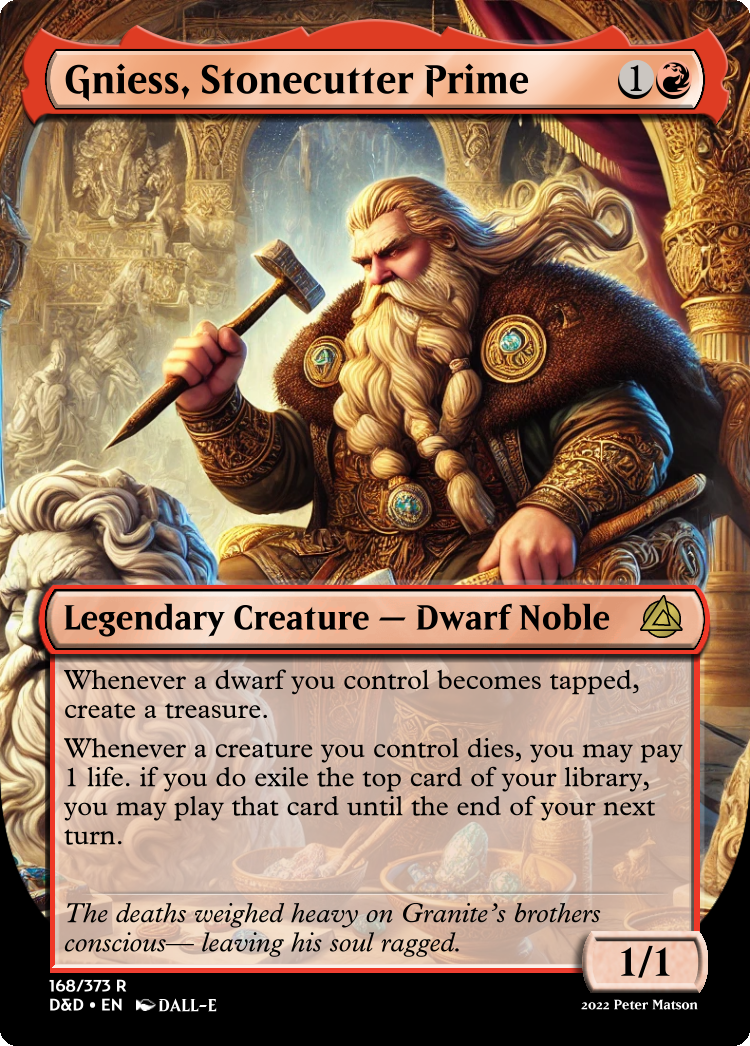 Gniess, Stonecutter Prime 1
Legendary Creature — Dwarf Noble
Whenever a dwarf you control becomes tapped,
create a treasure.
Whenever a creature you control dies, you may pay
1 life. if you do exile the top card of your library,
you may play that card until the end of your next
turn.
The deaths weighed heavy on Granite's brothers
conscious— leaving his soul ragged.
1/1
168/373 R
D&D • EN DALL-E
2022 Peter Matson